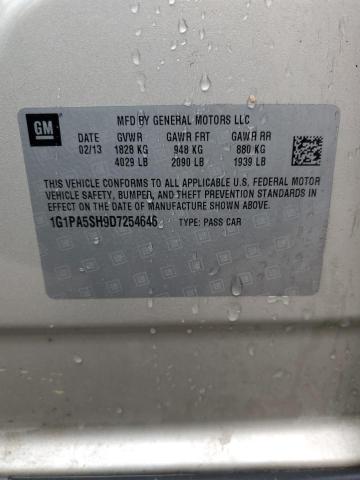 GM
MFD BY GENERAL MOTORS LLC
DATE GVWR GAWR FRT GAWR RR
02/13 1828 KG 948 KG 880 KG
4029 LB 2090 LB 1939 LB
THIS VEHICLE CONFORMS TO ALL APPLICABLE U.S. FEDERAL MOTOR
VEHICLE SAFETY, BUMPER, AND THEFT PREVENTION STANDARDS IN
EFFECT ON THE DATE OF MANUFACTURE SHOWN ABOVE.
1G1PA5SH9D7254646 TYPE: PASS CAR